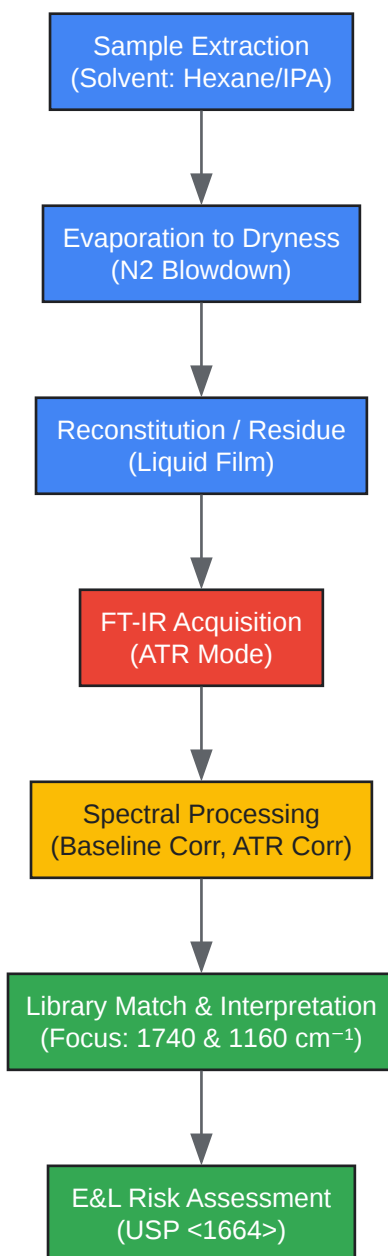 Sample Extraction
(Solvent: Hexane/IPA)
Evaporation to Dryness
(N2 Blowdown)
Reconstitution / Residue
(Liquid Film)
FT-IR Acquisition
(ATR Mode)
Spectral Processing
(Baseline Corr, ATR Corr)
Library Match & Interpretation
(Focus: 1740 & 1160 cm⁻¹)
E&L Risk Assessment
(USP <1664>)